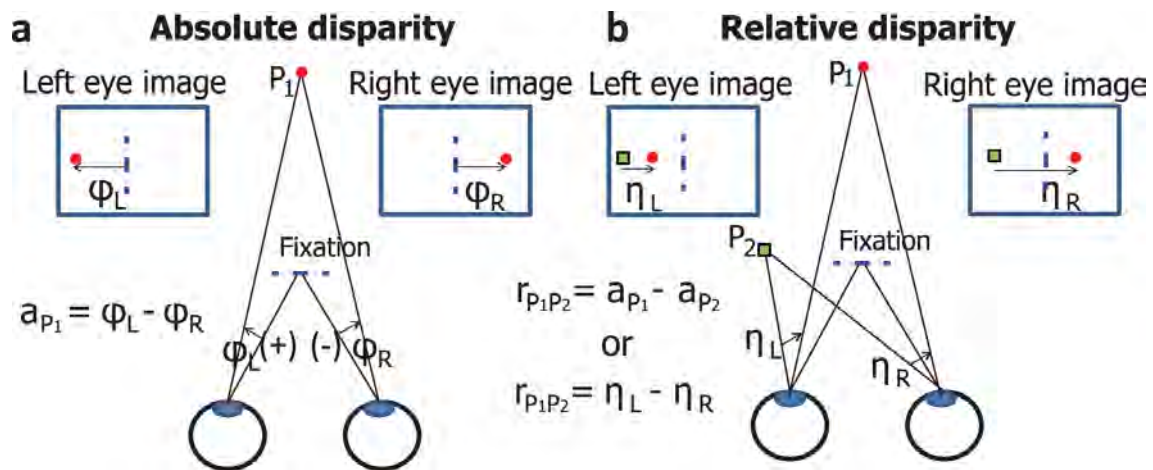 a Absolute disparity
Left eye image
P₁
Right eye image
φL
φR
Fixation
aP₁ = φL - φR
φL (+) (-) φR
b Relative disparity
Left eye image
P₁
Right eye image
ηL
ηR
P₂
Fixation
rP₁P₂ = aP₁ - aP₂
or
rP₁P₂ = ηL - ηR
ηL
ηR